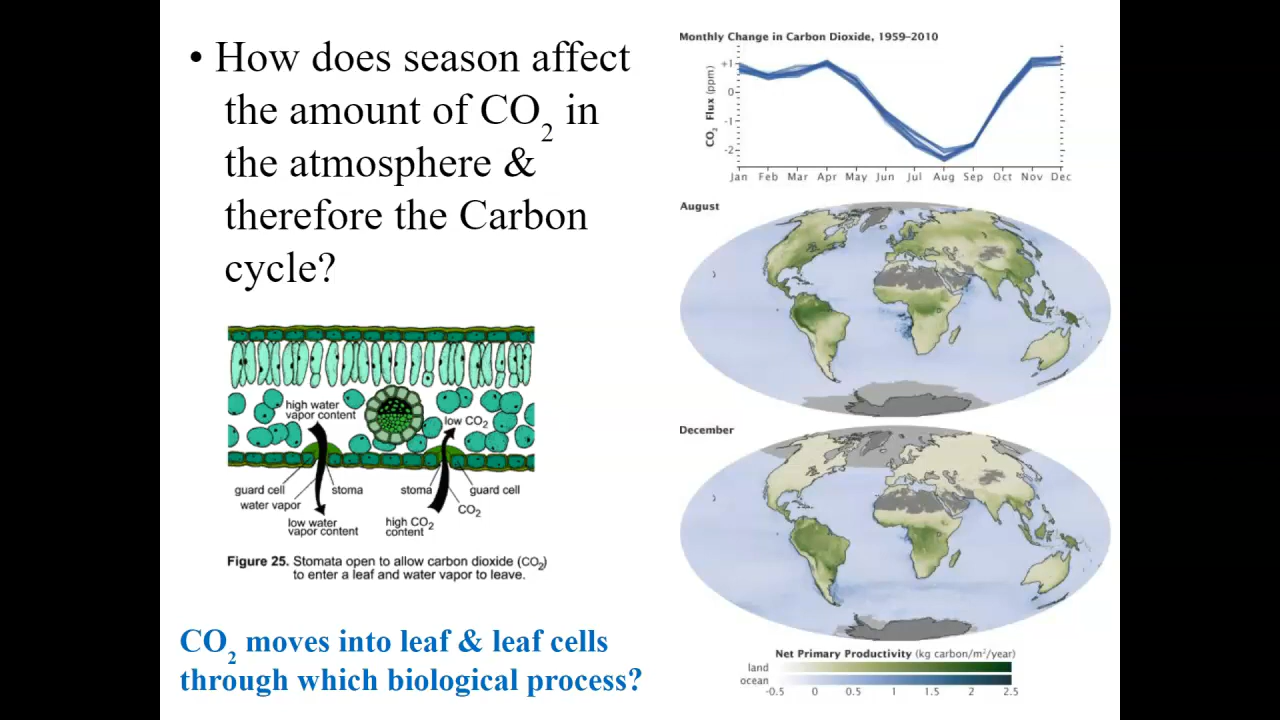 • How does season affect
the amount of CO2 in
the atmosphere &
therefore the Carbon
cycle?
high water
vapor content
low CO2
guard cell
stoma
stoma
guard cell
water vapor
CO2
low water
vapor content
high CO2
content
Figure 25. Stomata open to allow carbon dioxide (CO2)
to enter a leaf and water vapor to leave.
CO2 moves into leaf & leaf cells
through which biological process?
Monthly Change in Carbon Dioxide, 1959–2010
CO2 Flux (ppm)
+1
0
-1
-2
Jan Feb Mar Apr May Jun Jul Aug Sep Oct Nov Dec
August
December
Net Primary Productivity (kg carbon/m2/year)
land
ocean
-0.5 0 0.5 1 1.5 2 2.5